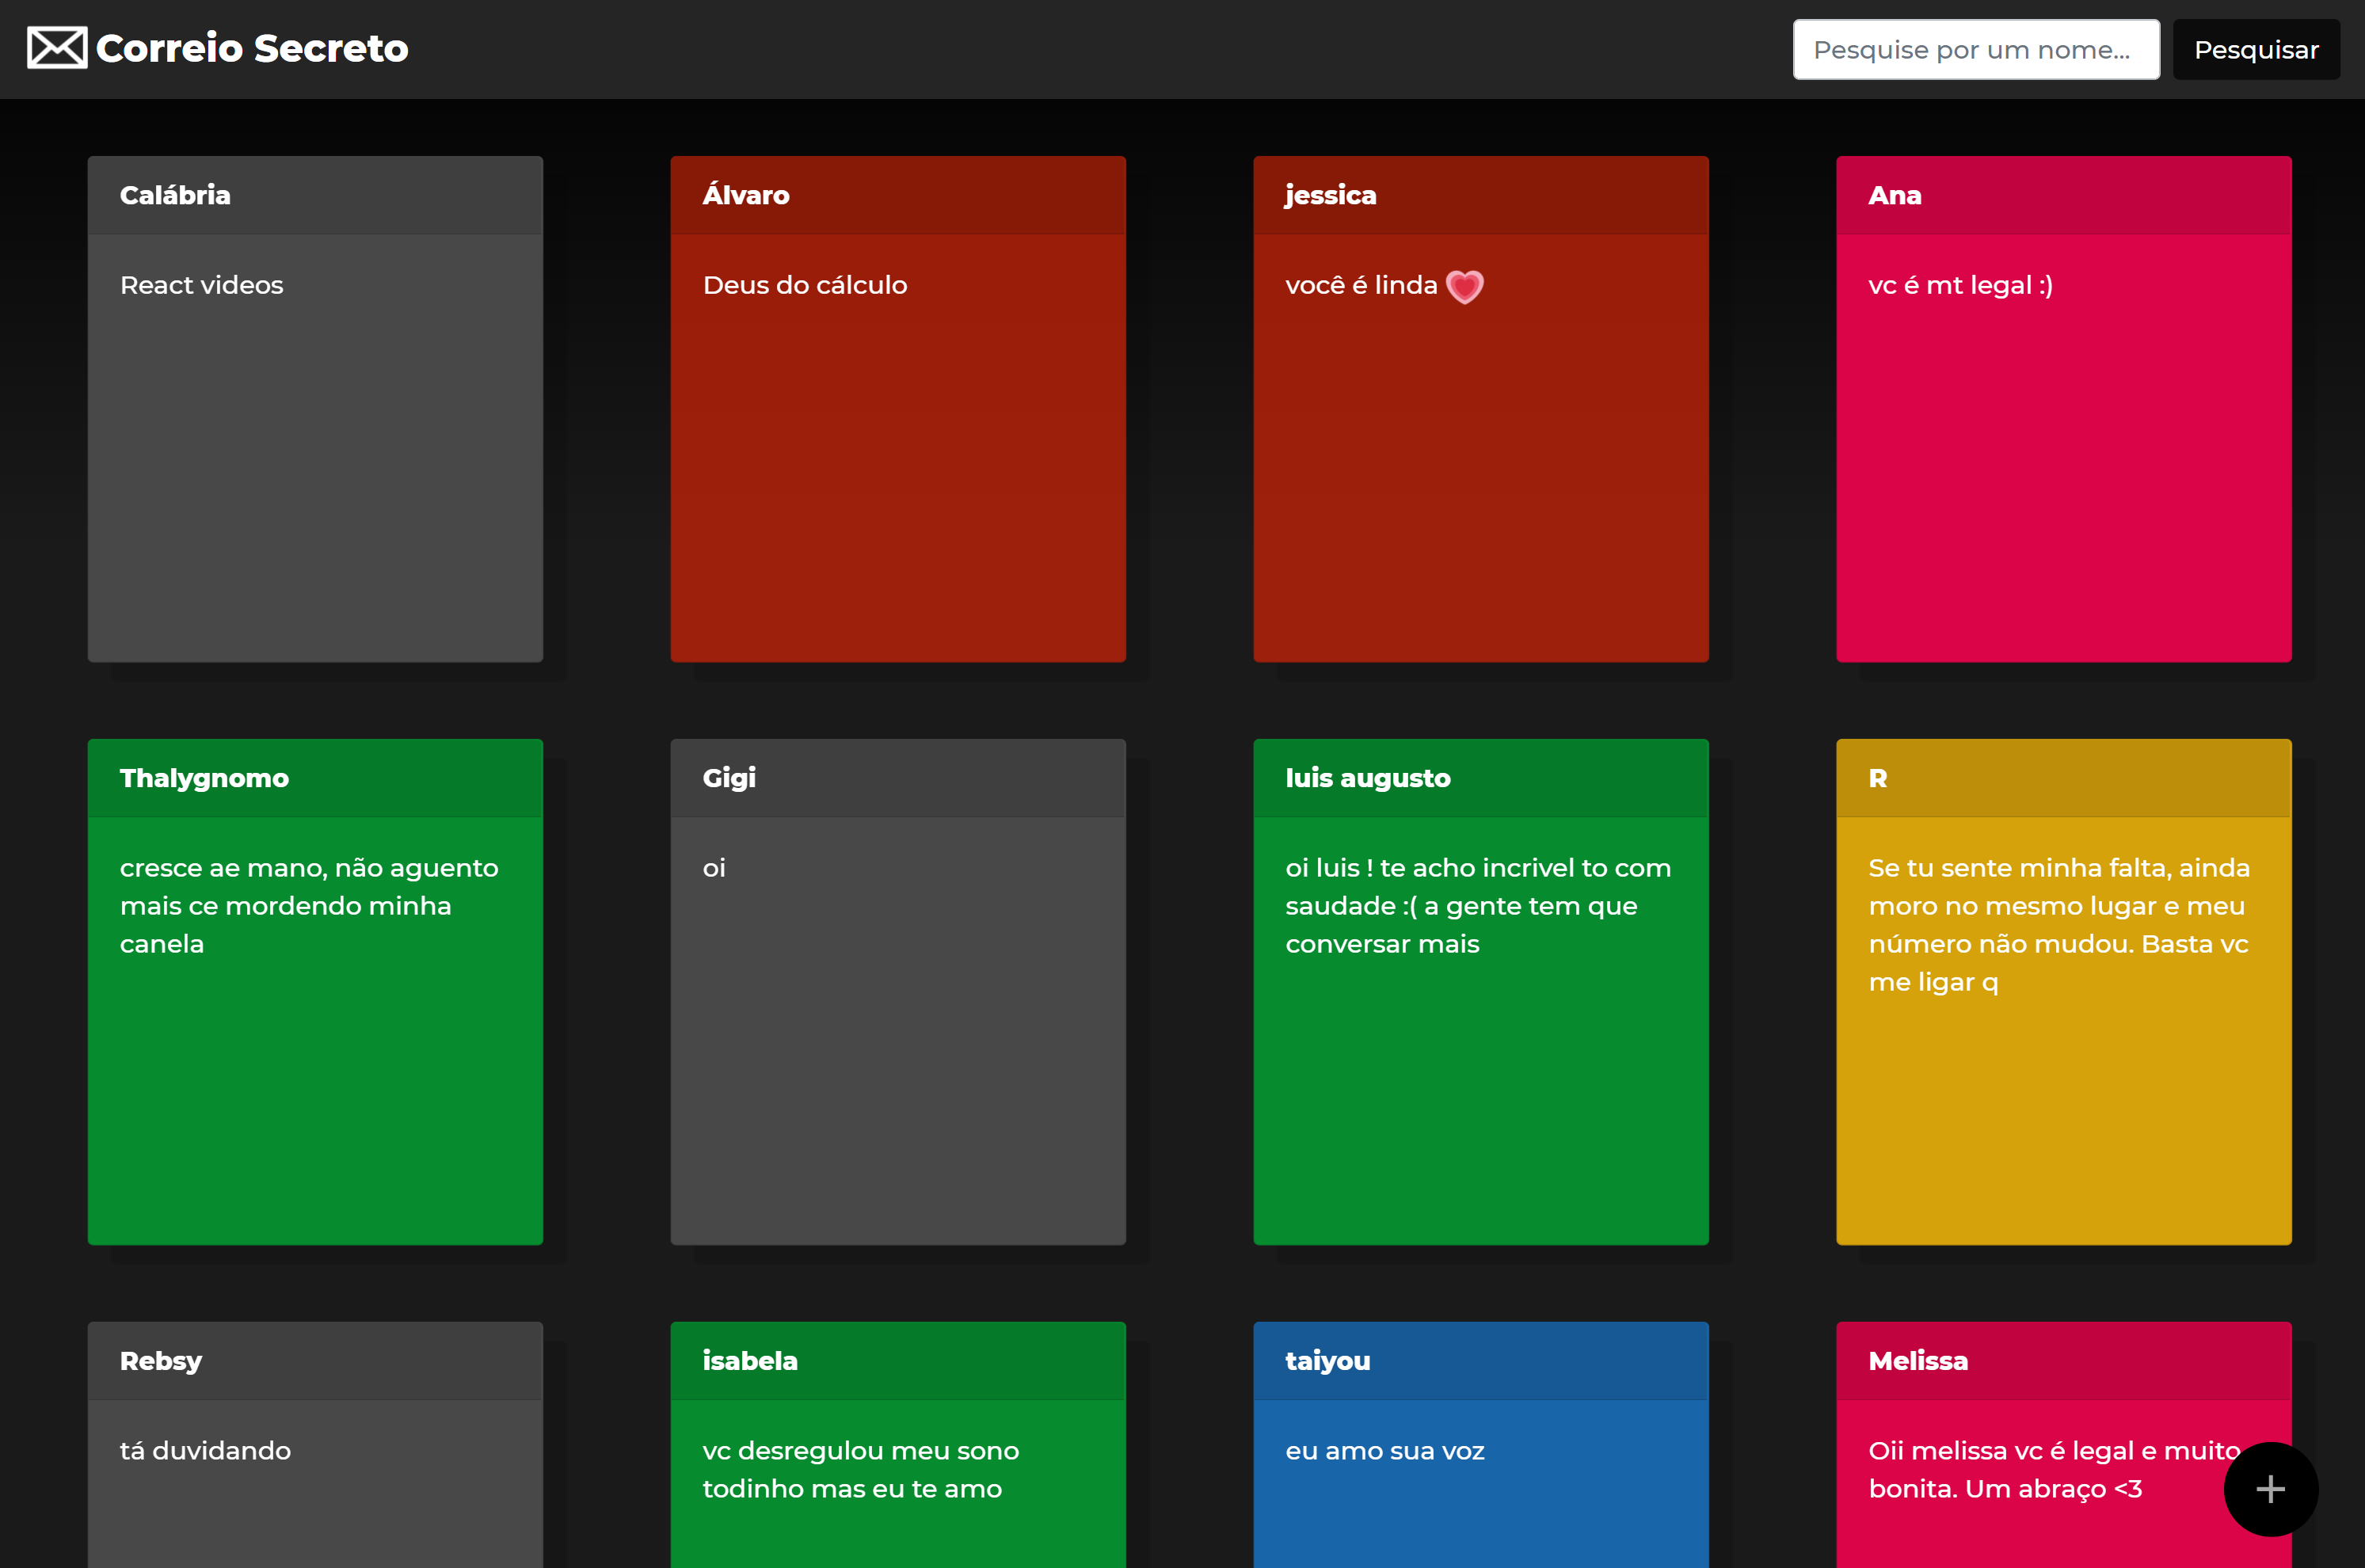 Correio Secreto
Pesquise por um nome...
Pesquisar
Calábria
React videos
Álvaro
Deus do cálculo
jessica
você é linda 💗
Ana
vc é mt legal :)
Thalygnomo
cresce ae mano, não aguento
mais ce mordendo minha
canela
Gigi
oi
luis augusto
oi luis ! te acho incrivel to com
saudade :( a gente tem que
conversar mais
R
Se tu sente minha falta, ainda
moro no mesmo lugar e meu
número não mudou. Basta vc
me ligar q
Rebsy
tá duvidando
isabela
vc desregulou meu sono
todinho mas eu te amo
taiyou
eu amo sua voz
Melissa
Oii melissa vc é legal e muito
bonita. Um abraço <3
+